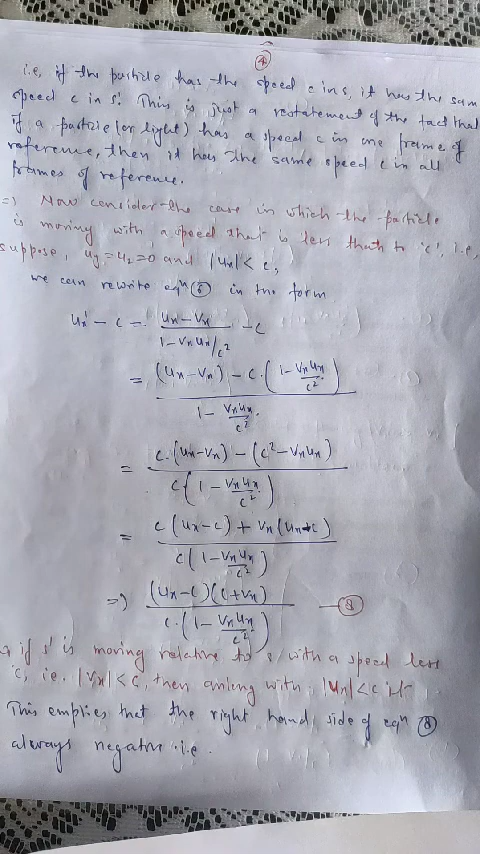 4
i.e, if the particle has the speed c in s, it has the sam
speed c in s'. This is just a restatement of the fact that
if a particle (or light) has a speed c in one frame of
reference, then it has the same speed c in all
frames of reference.
=> Now consider the case in which the particle
is moving with a speed that is less thath to 'c', i.e,
suppose, uy = uz = 0 and |ux| < c,
we can rewrite eqn 6 in the form
ux' - c = ux - vx / 1 - vx ux/c² - c
= (ux - vx) - c.(1 - vx ux/c²) / 1 - vx ux/c².
= c.(ux - vx) - (c² - vx ux) / c(1 - vx ux/c²)
= c(ux - c) + vx(ux - c) / c(1 - vx ux/c²)
=> (ux - c)(c + vx) / c.(1 - vx ux/c²) — 8
if s' is moving relative to s, with a speed less
'c', i.e. |vx| < c, then with |ux| < c it
This emplies that the right hand side of eqn 8
always negative i.e.